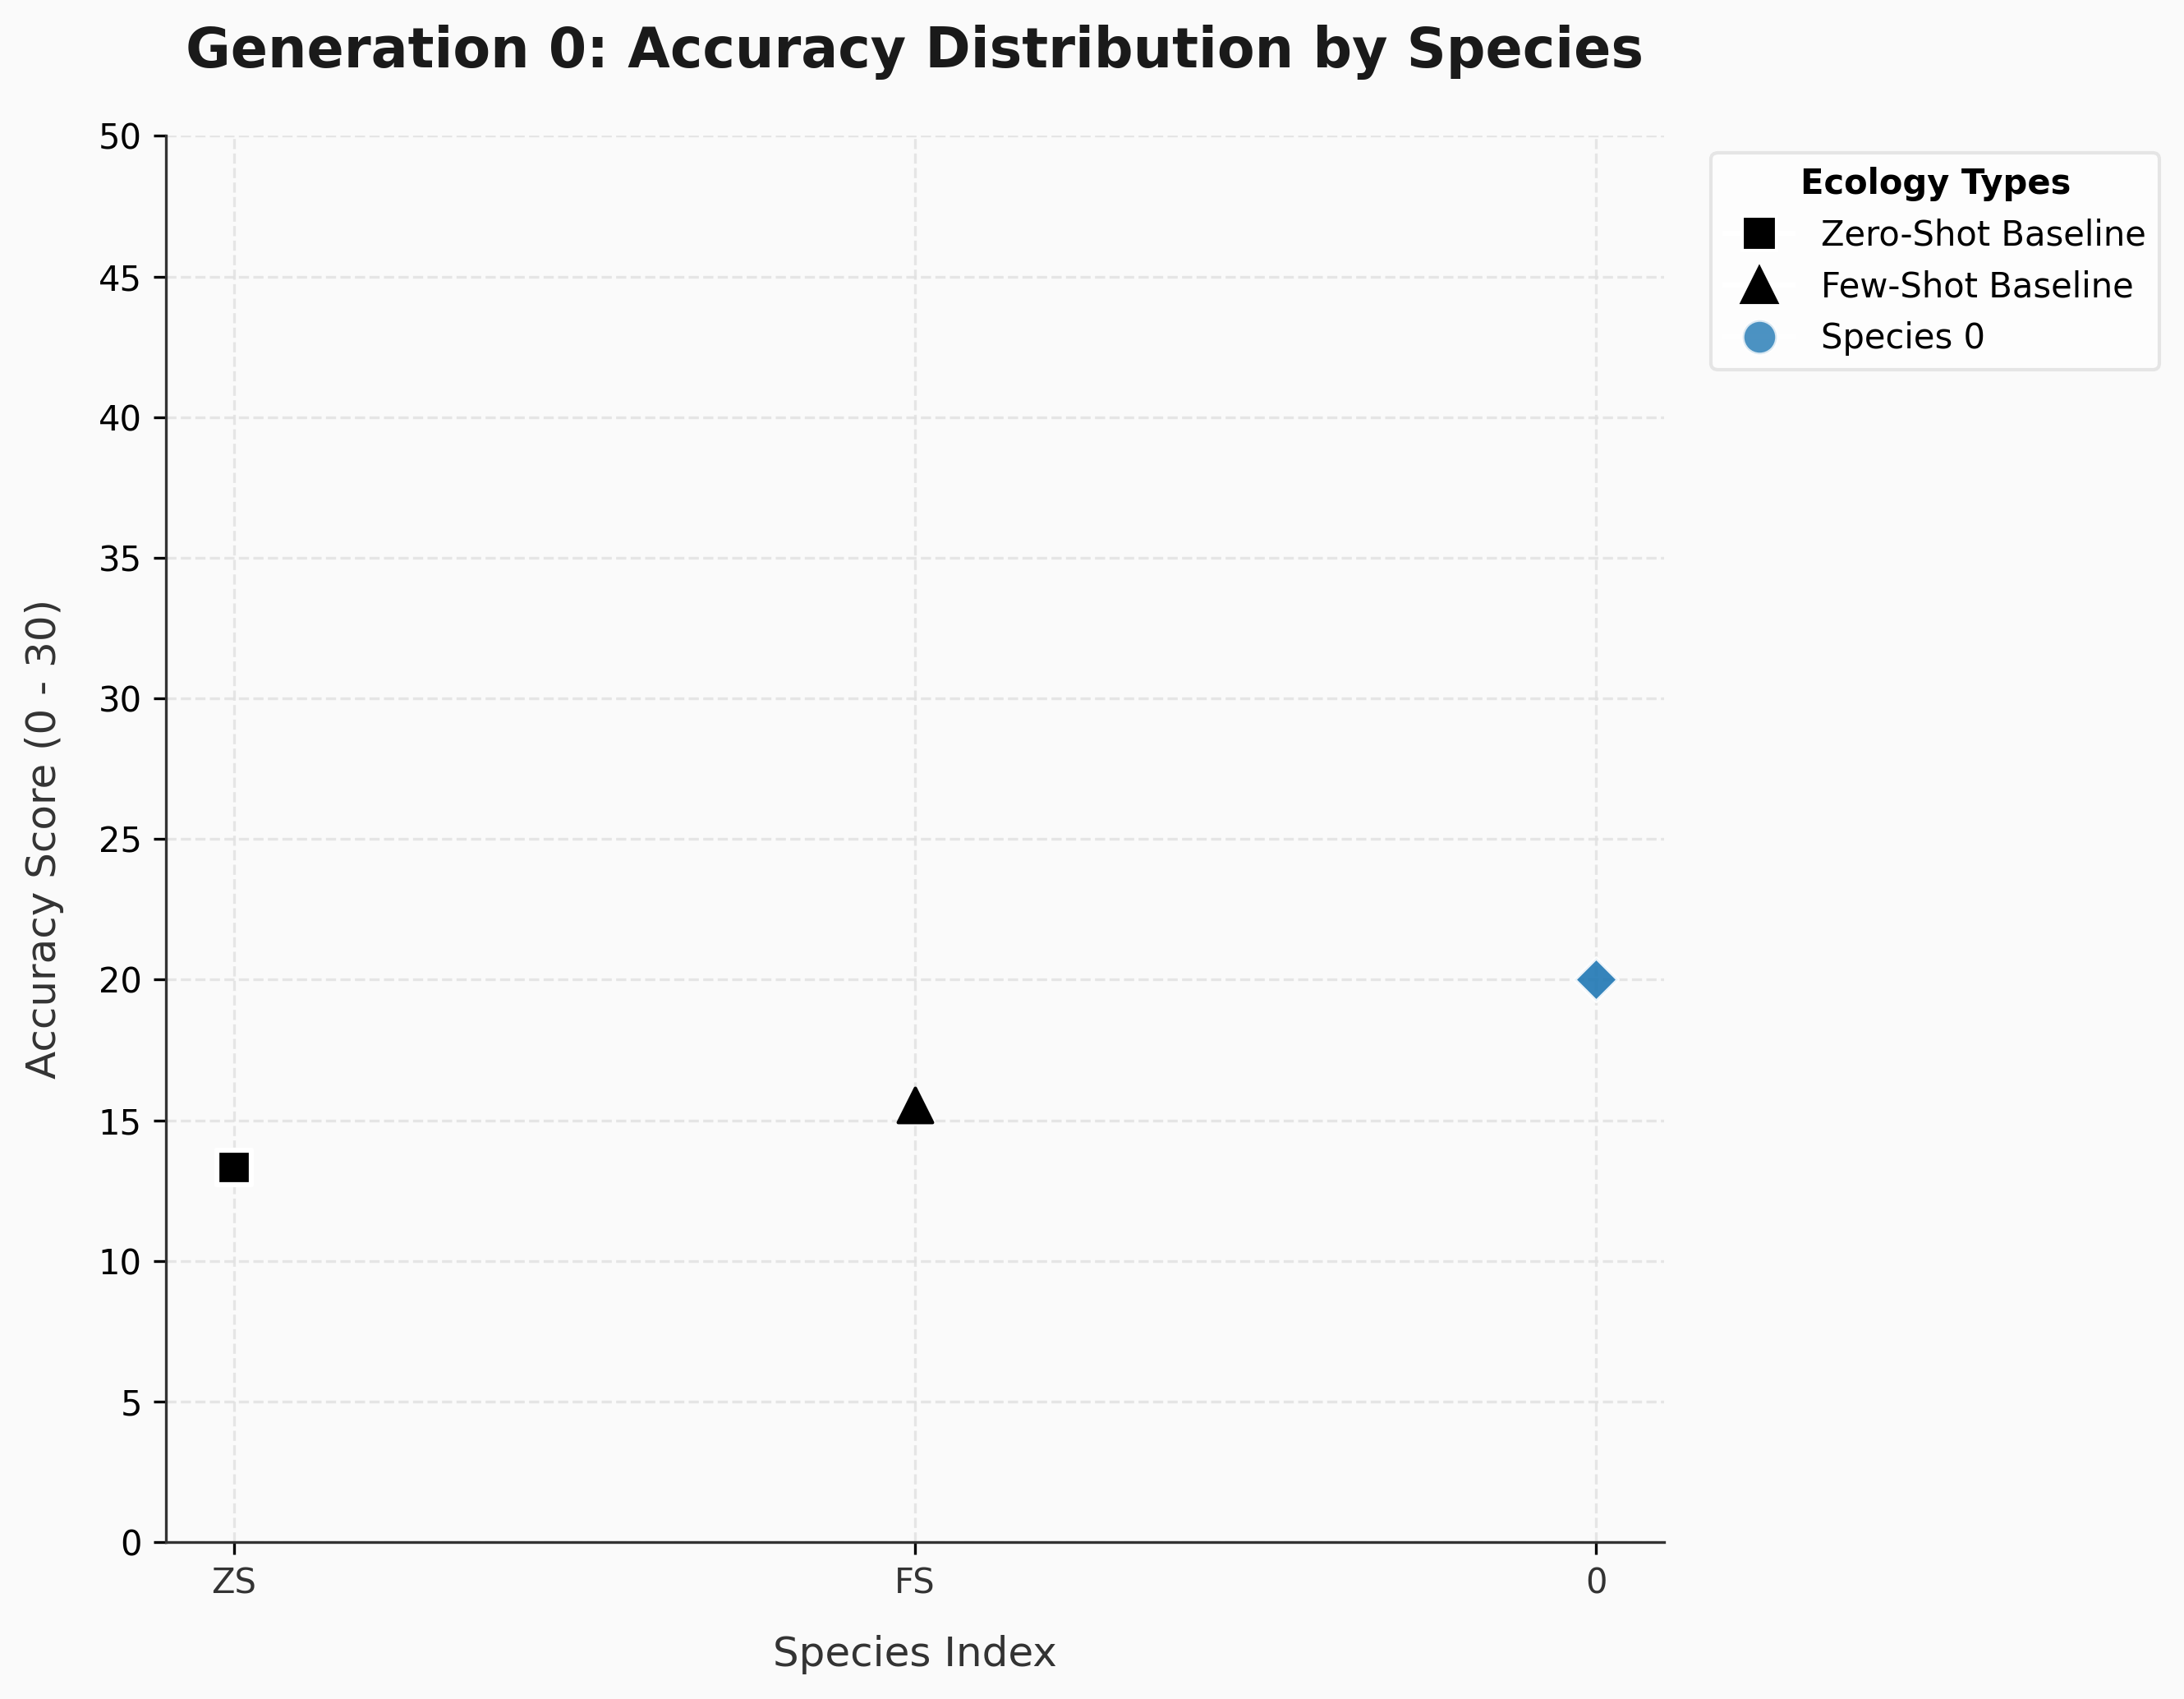 Generation 0: Accuracy Distribution by Species
50
45
40
35
30
25
20
15
10
5
0
Accuracy Score (0 - 30)
ZS
FS
0
Species Index
Ecology Types
Zero-Shot Baseline
Few-Shot Baseline
Species 0